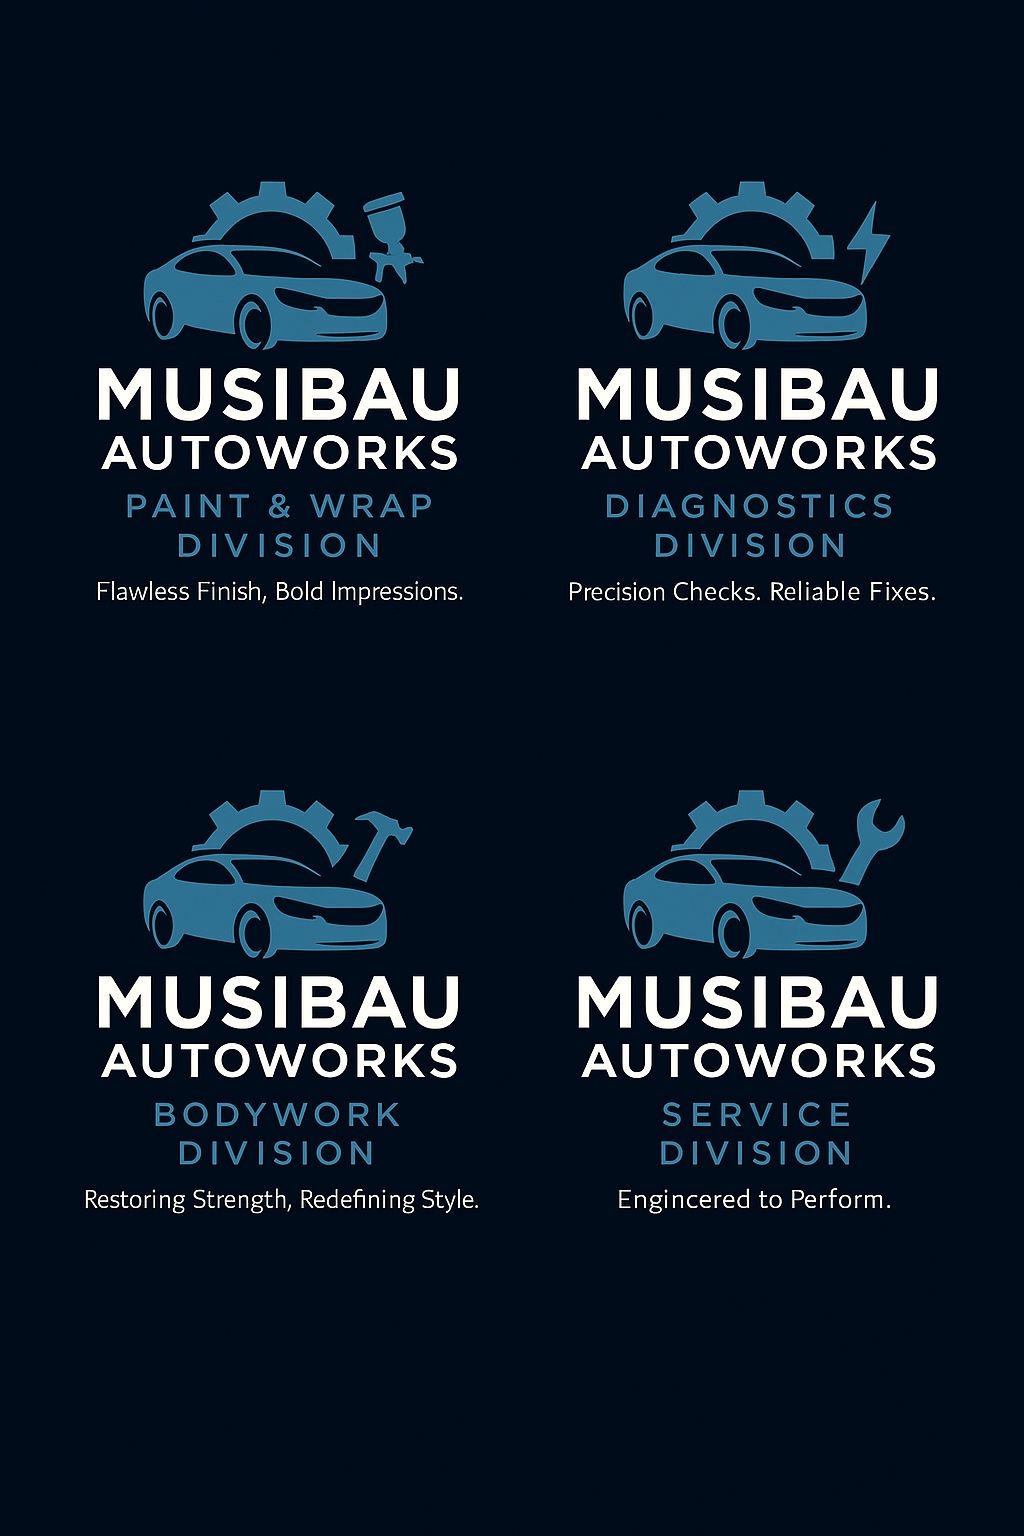 MUSIBAU
AUTOWORKS
PAINT & WRAP
DIVISION
Flawless Finish, Bold Impressions.
MUSIBAU
AUTOWORKS
DIAGNOSTICS
DIVISION
Precision Checks. Reliable Fixes.
MUSIBAU
AUTOWORKS
BODYWORK
DIVISION
Restoring Strength, Redefining Style.
MUSIBAU
AUTOWORKS
SERVICE
DIVISION
Engincered to Perform.